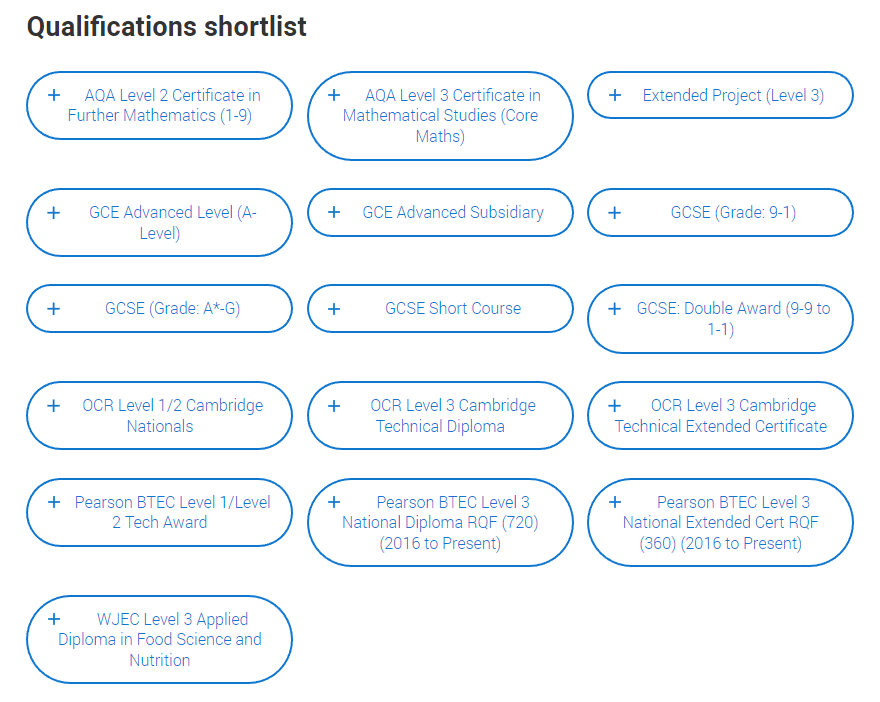 Qualifications shortlist
+ AQA Level 2 Certificate in
Further Mathematics (1-9)
+ AQA Level 3 Certificate in
Mathematical Studies (Core
Maths)
+ Extended Project (Level 3)
+ GCE Advanced Level (A-
Level)
+ GCE Advanced Subsidiary
+ GCSE (Grade: 9-1)
+ GCSE (Grade: A*-G)
+ GCSE Short Course
+ GCSE: Double Award (9-9 to
1-1)
+ OCR Level 1/2 Cambridge
Nationals
+ OCR Level 3 Cambridge
Technical Diploma
+ OCR Level 3 Cambridge
Technical Extended Certificate
+ Pearson BTEC Level 1/Level
2 Tech Award
+ Pearson BTEC Level 3
National Diploma RQF (720)
(2016 to Present)
+ Pearson BTEC Level 3
National Extended Cert RQF
(360) (2016 to Present)
+ WJEC Level 3 Applied
Diploma in Food Science and
Nutrition